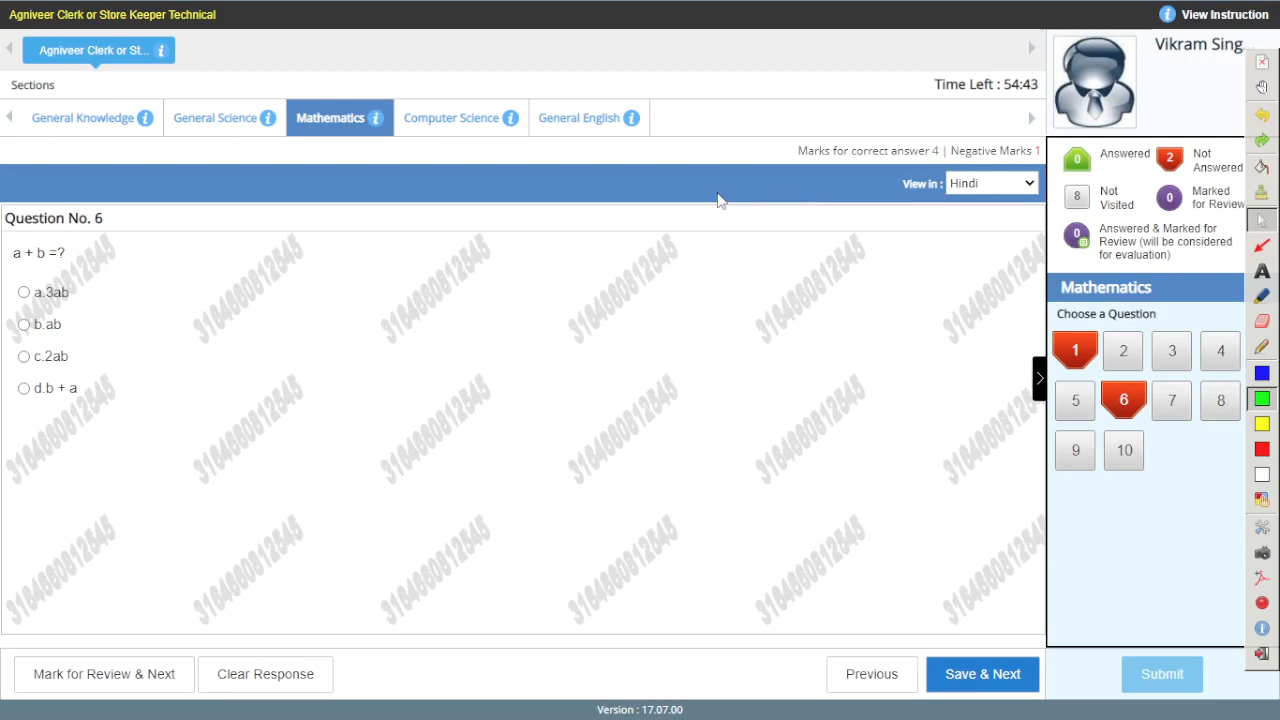 Agniveer Clerk or Store Keeper Technical
View Instruction
Agniveer Clerk or St...
Vikram Sing...
Sections
Time Left : 54:43
General Knowledge
General Science
Mathematics
Computer Science
General English
Marks for correct answer 4 | Negative Marks 1
View in :
Hindi
Question No. 6
a + b =?
a.3ab
b.ab
c.2ab
d.b + a
0
Answered
2
Not
Answered
8
Not
Visited
0
Marked
for Review
0
Answered & Marked for
Review (will be considered
for evaluation)
Mathematics
Choose a Question
1 2 3 4
5 6 7 8
9 10
Mark for Review & Next
Clear Response
Previous
Save & Next
Submit
Version : 17.07.00